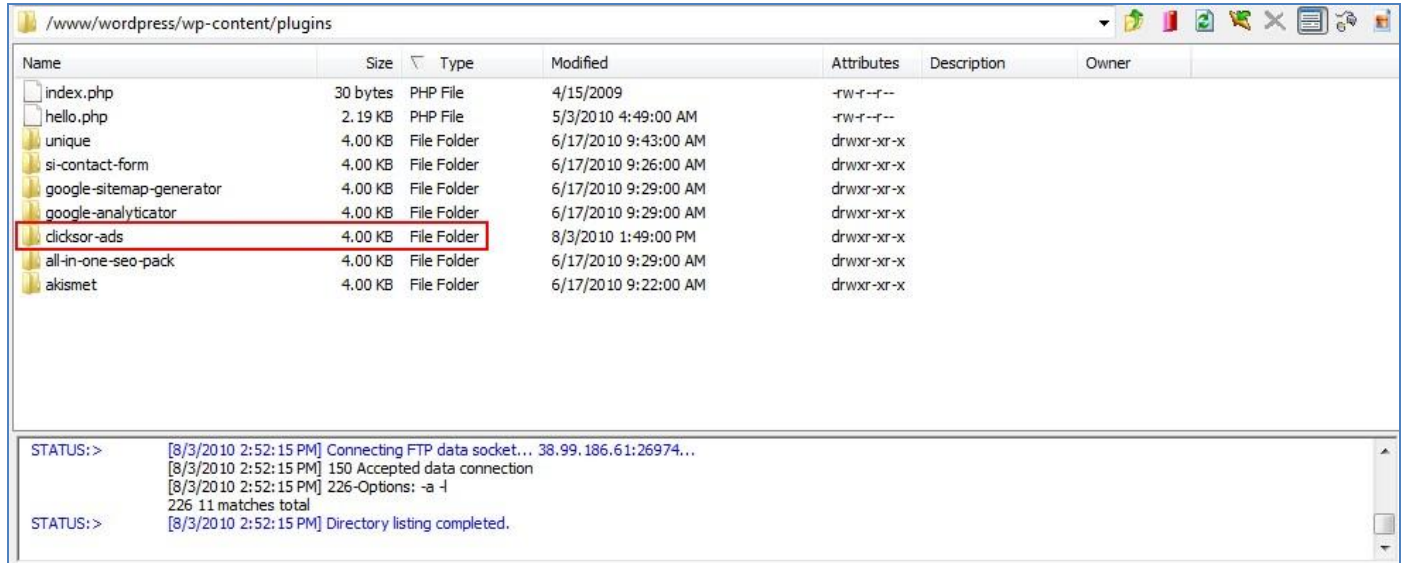 /www/wordpress/wp-content/plugins
Name Size Type Modified Attributes Description Owner
index.php 30 bytes PHP File 4/15/2009 -rw-r--r--
hello.php 2.19 KB PHP File 5/3/2010 4:49:00 AM -rw-r--r--
unique 4.00 KB File Folder 6/17/2010 9:43:00 AM drwxr-xr-x
si-contact-form 4.00 KB File Folder 6/17/2010 9:26:00 AM drwxr-xr-x
google-sitemap-generator 4.00 KB File Folder 6/17/2010 9:29:00 AM drwxr-xr-x
google-analyticator 4.00 KB File Folder 6/17/2010 9:29:00 AM drwxr-xr-x
clicksor-ads 4.00 KB File Folder 8/3/2010 1:49:00 PM drwxr-xr-x
all-in-one-seo-pack 4.00 KB File Folder 6/17/2010 9:29:00 AM drwxr-xr-x
akismet 4.00 KB File Folder 6/17/2010 9:22:00 AM drwxr-xr-x
STATUS:> [8/3/2010 2:52:15 PM] Connecting FTP data socket... 38.99.186.61:26974...
[8/3/2010 2:52:15 PM] 150 Accepted data connection
[8/3/2010 2:52:15 PM] 226-Options: -a -l
226 11 matches total
STATUS:> [8/3/2010 2:52:15 PM] Directory listing completed.